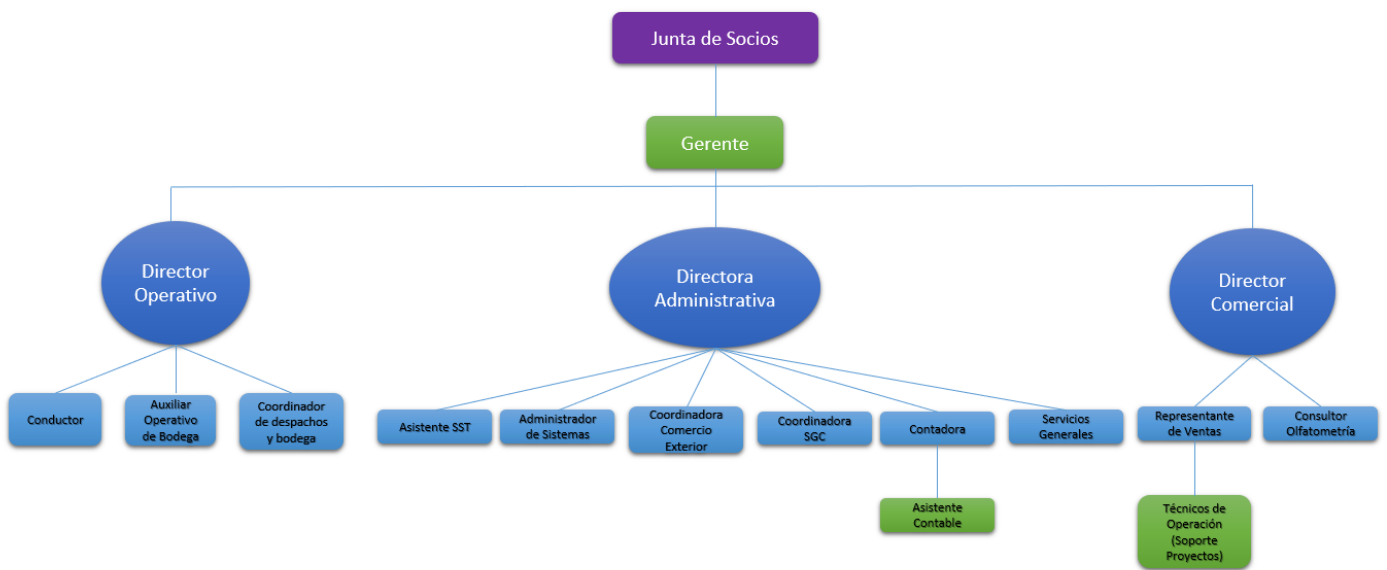 Junta de Socios
Gerente
Director
Operativo
Directora
Administrativa
Director
Comercial
Conductor
Auxiliar
Operativo
de Bodega
Coordinador
de despachos
y bodega
Asistente SST
Administrador
de Sistemas
Coordinadora
Comercio
Exterior
Coordinadora
SGC
Contadora
Servicios
Generales
Representante
de Ventas
Consultor
Olfatometría
Asistente
Contable
Técnicos de
Operación
(Soporte
Proyectos)